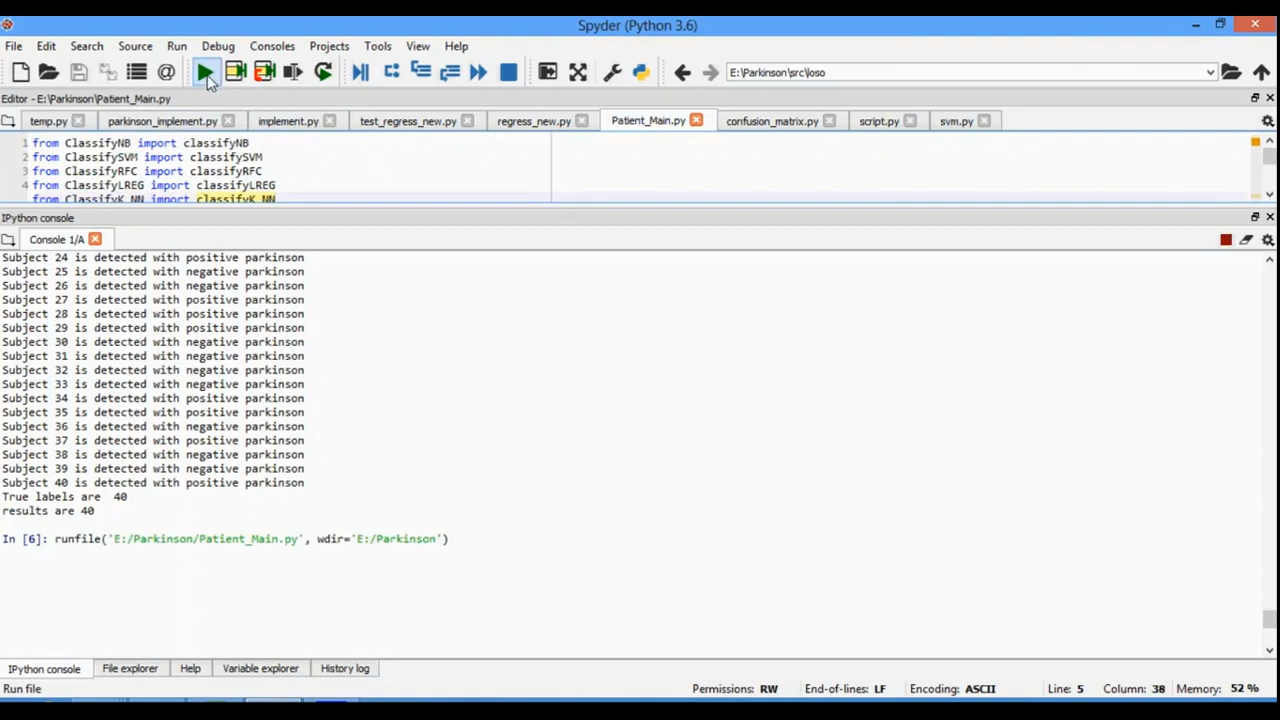 Spyder (Python 3.6)
File Edit Search Source Run Debug Consoles Projects Tools View Help
E:\Parkinson\src\loso
Editor - E:\Parkinson\Patient_Main.py
temp.py parkinson_implement.py implement.py test_regress_new.py regress_new.py Patient_Main.py confusion_matrix.py script.py svm.py
1 from ClassifyNB import classifyNB
2 from ClassifySVM import classifySVM
3 from ClassifyRFC import classifyRFC
4 from ClassifyLREG import classifyLREG
from ClassifyK_NN import classifyK_NN
IPython console
Console 1/A
Subject 24 is detected with positive parkinson
Subject 25 is detected with negative parkinson
Subject 26 is detected with negative parkinson
Subject 27 is detected with positive parkinson
Subject 28 is detected with positive parkinson
Subject 29 is detected with positive parkinson
Subject 30 is detected with negative parkinson
Subject 31 is detected with negative parkinson
Subject 32 is detected with negative parkinson
Subject 33 is detected with negative parkinson
Subject 34 is detected with positive parkinson
Subject 35 is detected with positive parkinson
Subject 36 is detected with negative parkinson
Subject 37 is detected with positive parkinson
Subject 38 is detected with negative parkinson
Subject 39 is detected with negative parkinson
Subject 40 is detected with positive parkinson
True labels are  40
results are 40
In [6]: runfile('E:/Parkinson/Patient_Main.py', wdir='E:/Parkinson')
IPython console File explorer Help Variable explorer History log
Run file Permissions: RW End-of-lines: LF Encoding: ASCII Line: 5 Column: 38 Memory: 52 %